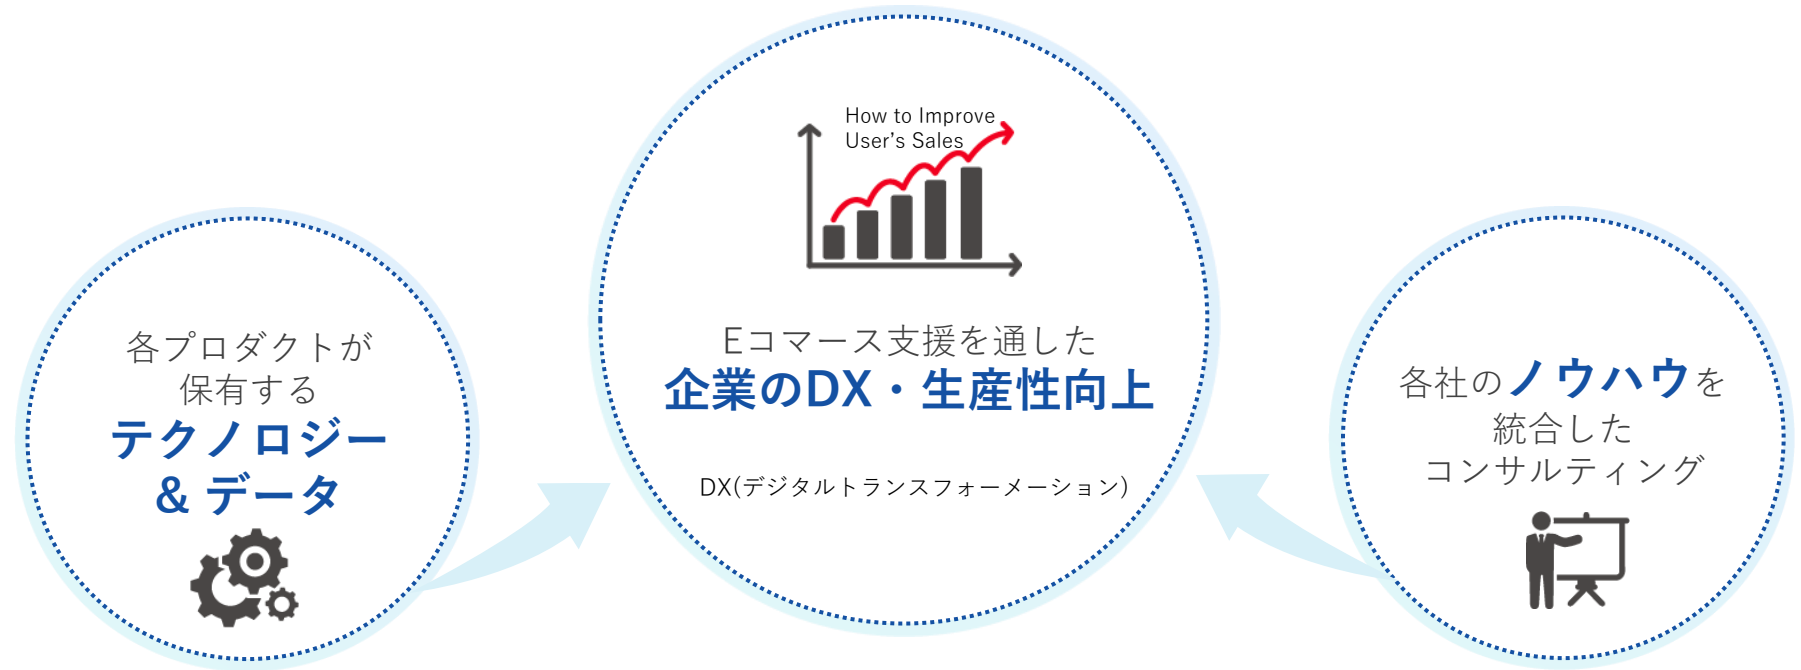 各プロダクトが
保有する
テクノロジー
& データ
How to Improve
User’s Sales
Eコマース支援を通した
企業のDX・生産性向上
DX(デジタルトランスフォーメーション)
各社のノウハウを
統合した
コンサルティング